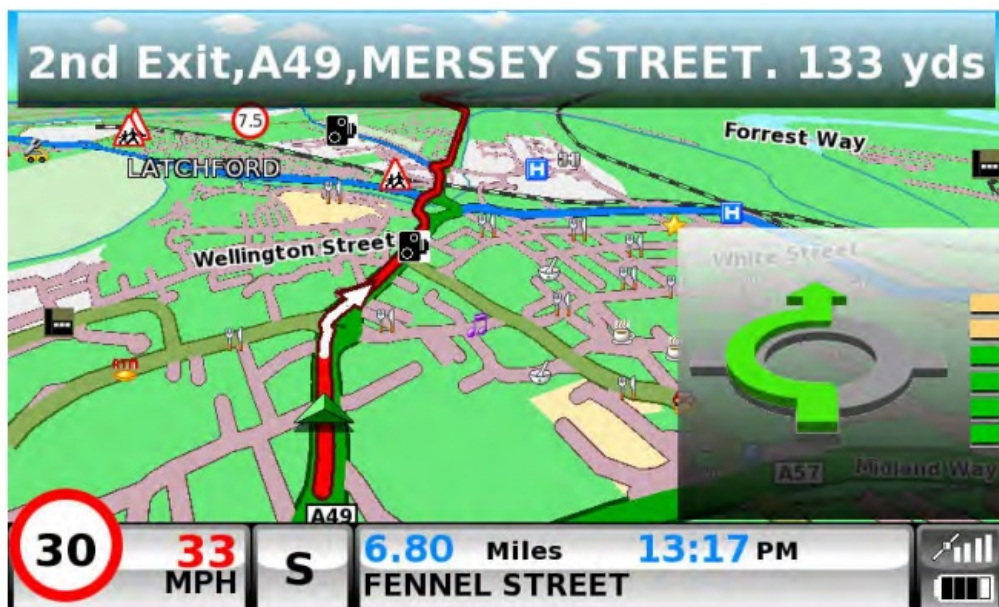 2nd Exit,A49,MERSEY STREET. 133 yds
7.5
Forrest Way
LATCHFORD
H
H
Wellington Street
White Street
RTM
A57
Midland Way
A49
30
33
MPH
S
6.80 Miles
13:17 PM
FENNEL STREET